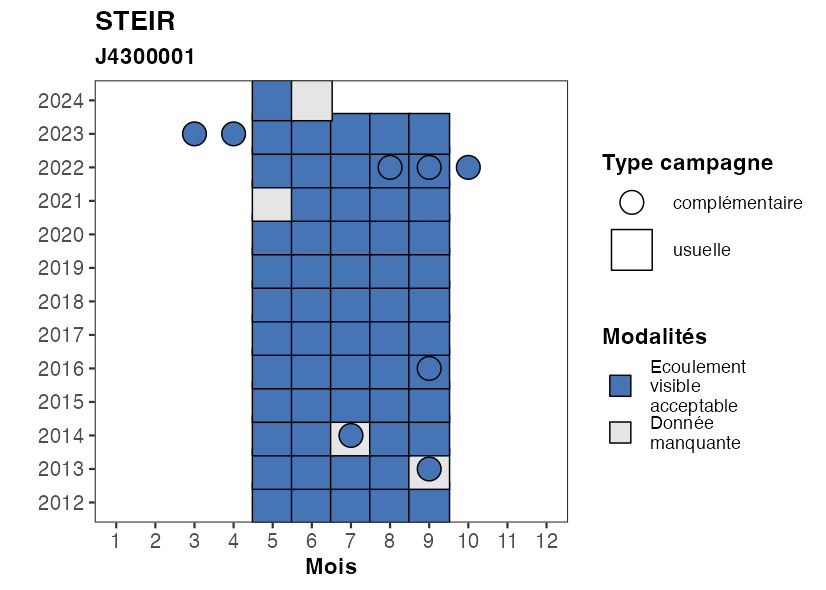 STEIR
J4300001
2024
2023
2022
2021
2020
2019
2018
2017
2016
2015
2014
2013
2012
1 2 3 4 5 6 7 8 9 10 11 12
Mois
Type campagne
complémentaire
usuelle
Modalités
Ecoulement
visible
acceptable
Donnée
manquante